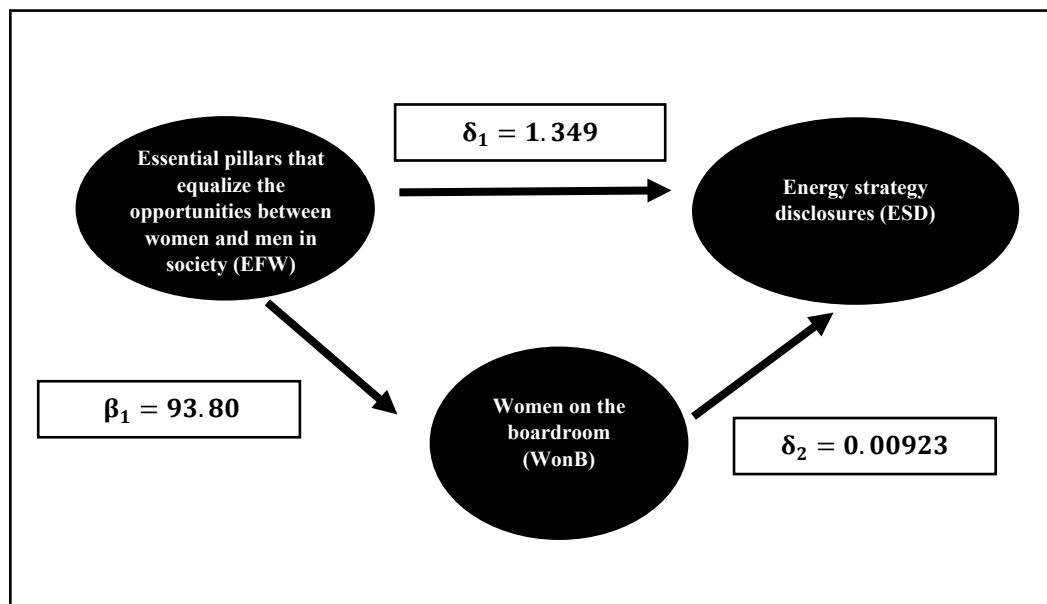 δ₁ = 1.349
Essential pillars that
equalize the
opportunities between
women and men in
society (EFW)
Energy strategy
disclosures (ESD)
β₁ = 93.80
Women on the
boardroom
(WonB)
δ₂ = 0.00923